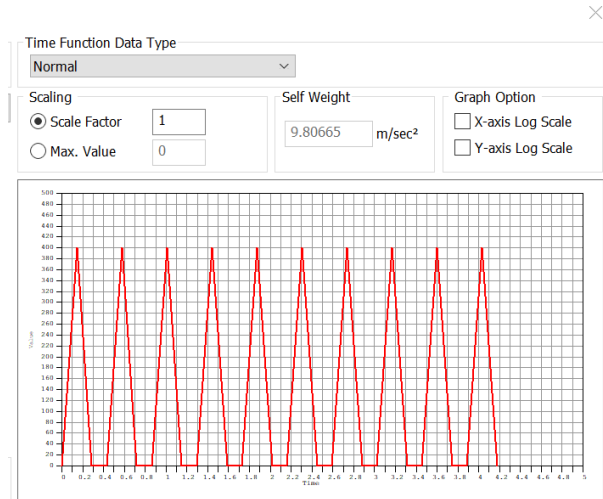 Time Function Data Type
Normal
Scaling
Scale Factor
1
Max. Value
0
Self Weight
9.80665 m/sec²
Graph Option
X-axis Log Scale
Y-axis Log Scale
500
480
460
440
420
400
380
360
340
320
300
280
260
240
220
200
180
160
140
120
100
80
60
40
20
0
Value
0 0.2 0.4 0.6 0.8 1 1.2 1.4 1.6 1.8 2 2.2 2.4 2.6 2.8 3 3.2 3.4 3.6 3.8 4 4.2 4.4 4.6 4.8 5
Time